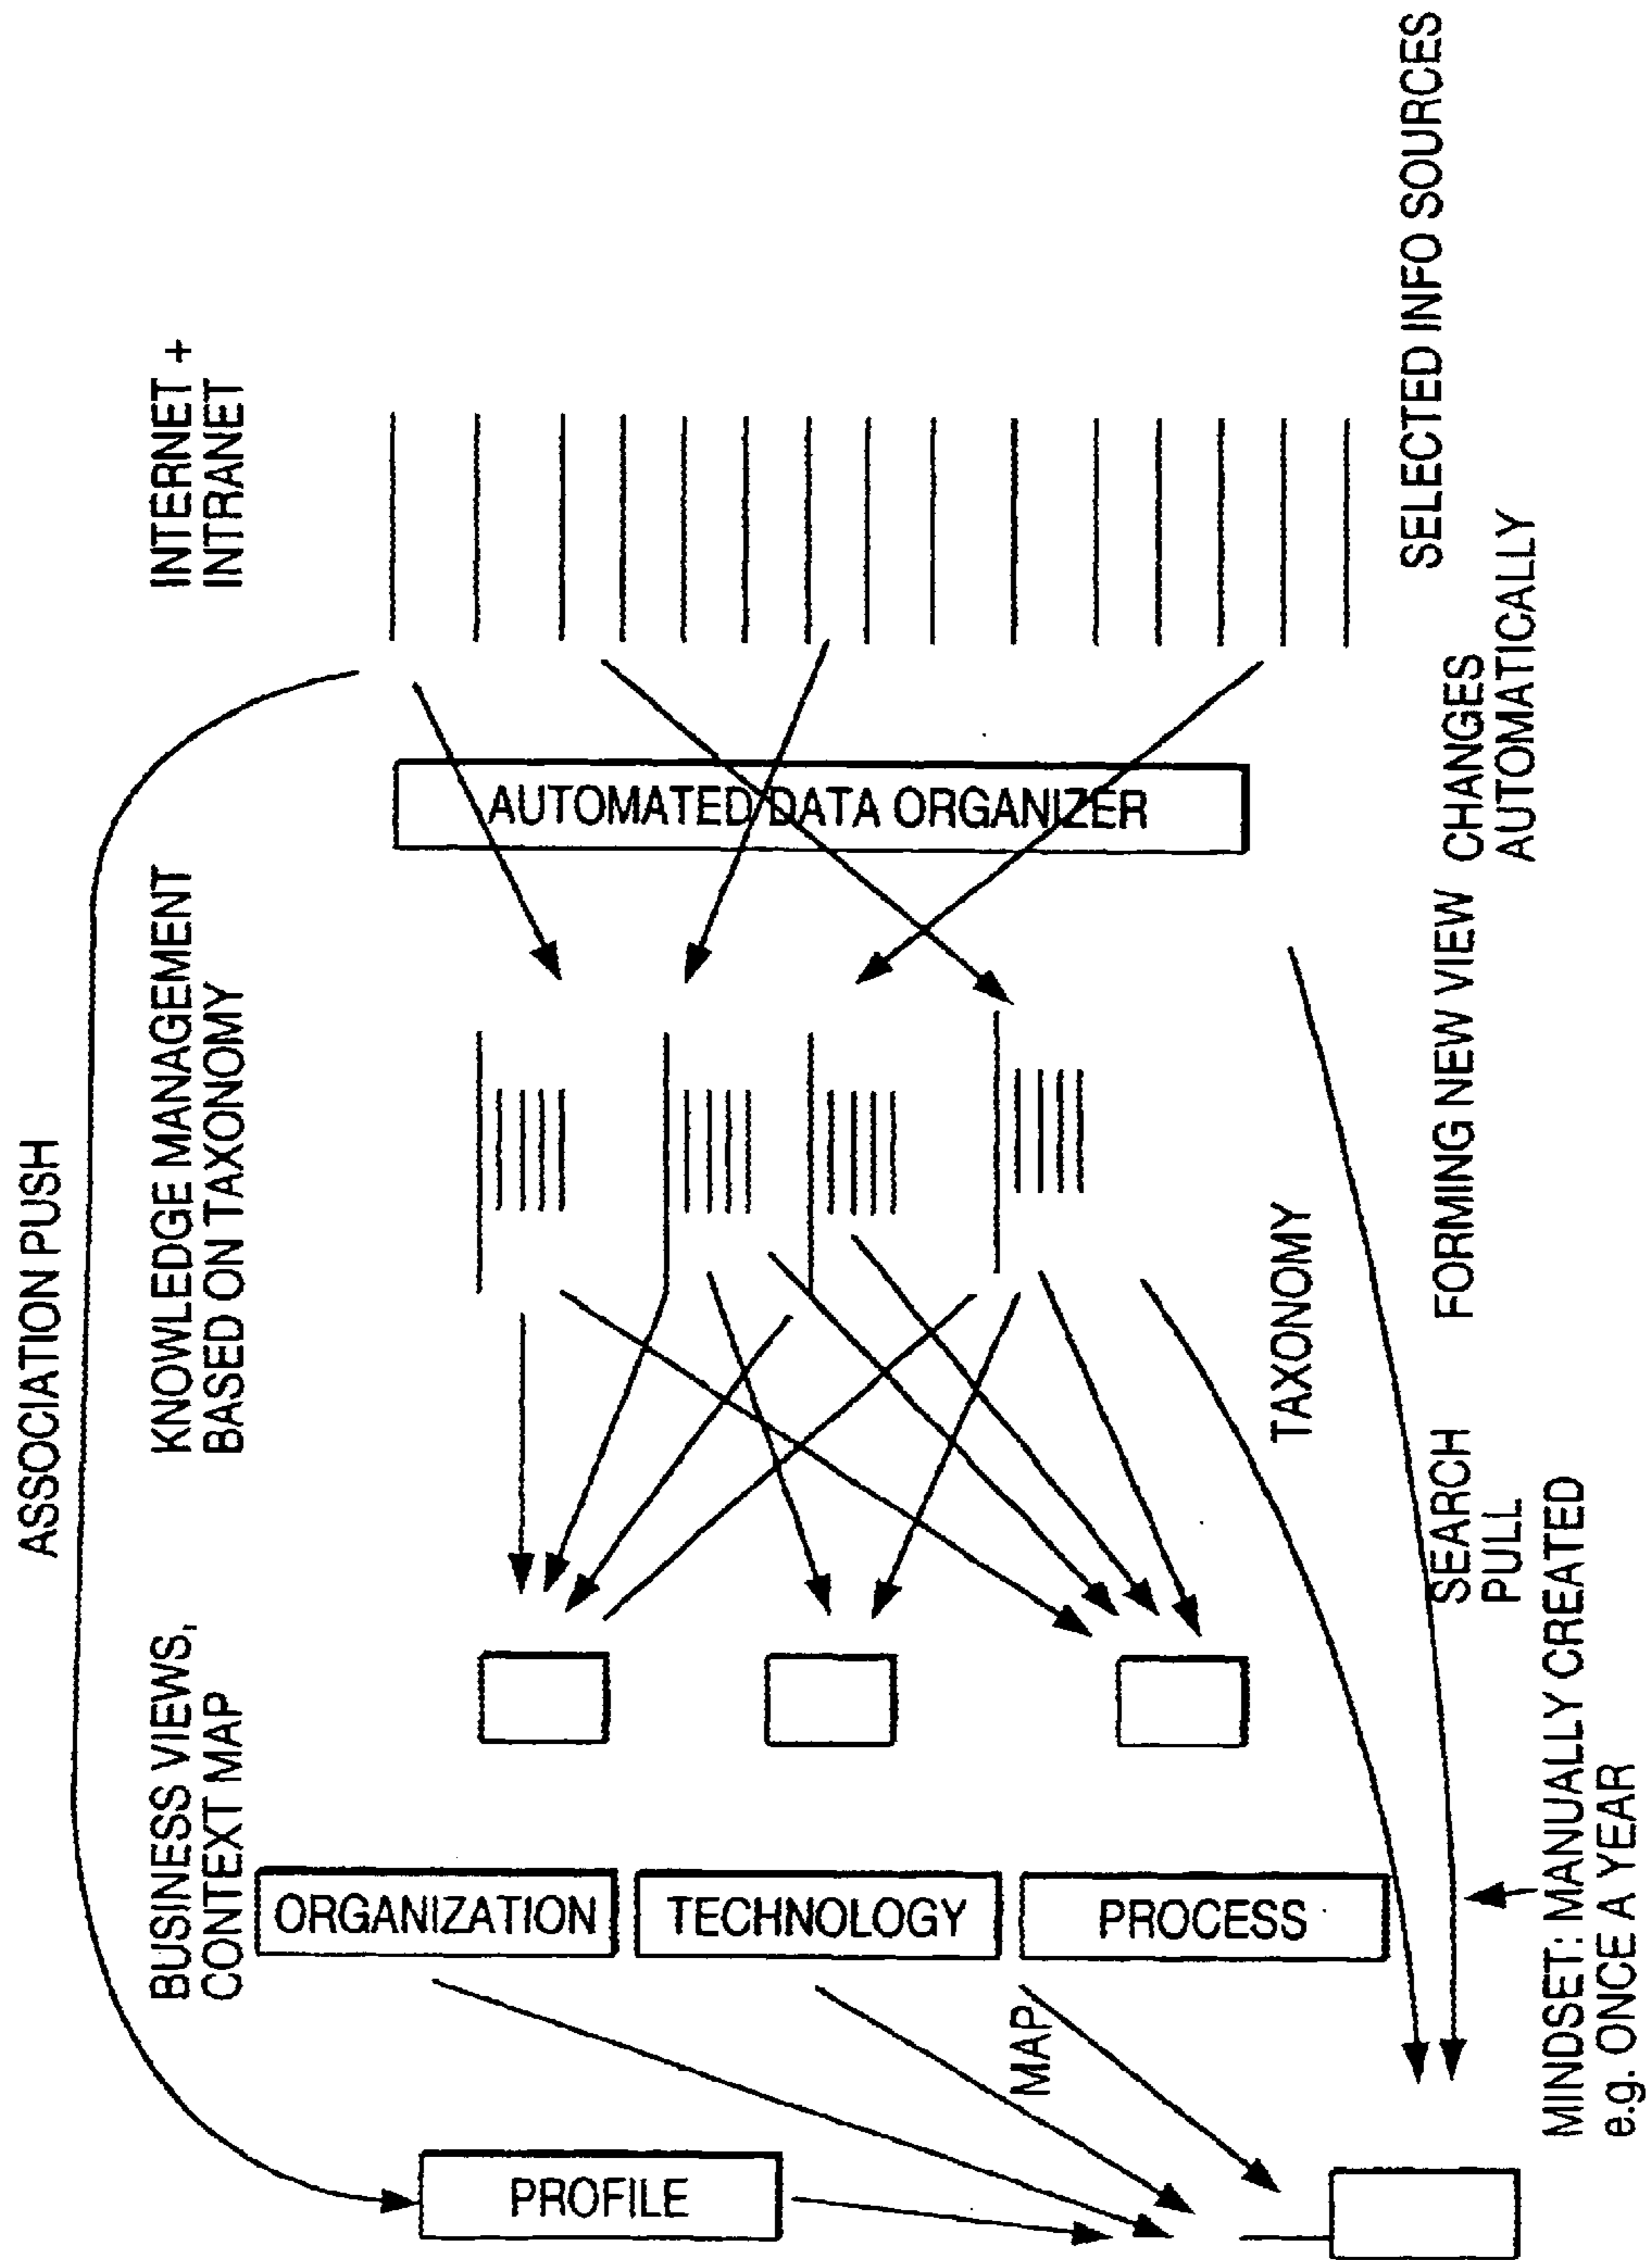 ASSOCIATION PUSH
BUSINESS VIEWS,
CONTEXT MAP
KNOWLEDGE MANAGEMENT
BASED ON TAXONOMY
INTERNET +
INTRANET
PROFILE
ORGANIZATION
TECHNOLOGY
PROCESS
AUTOMATED DATA ORGANIZER
MAP
TAXONOMY
SEARCH
PULL
FORMING NEW VIEW
CHANGES
AUTOMATICALLY
SELECTED INFO SOURCES
MINDSET: MANUALLY CREATED
e.g. ONCE A YEAR